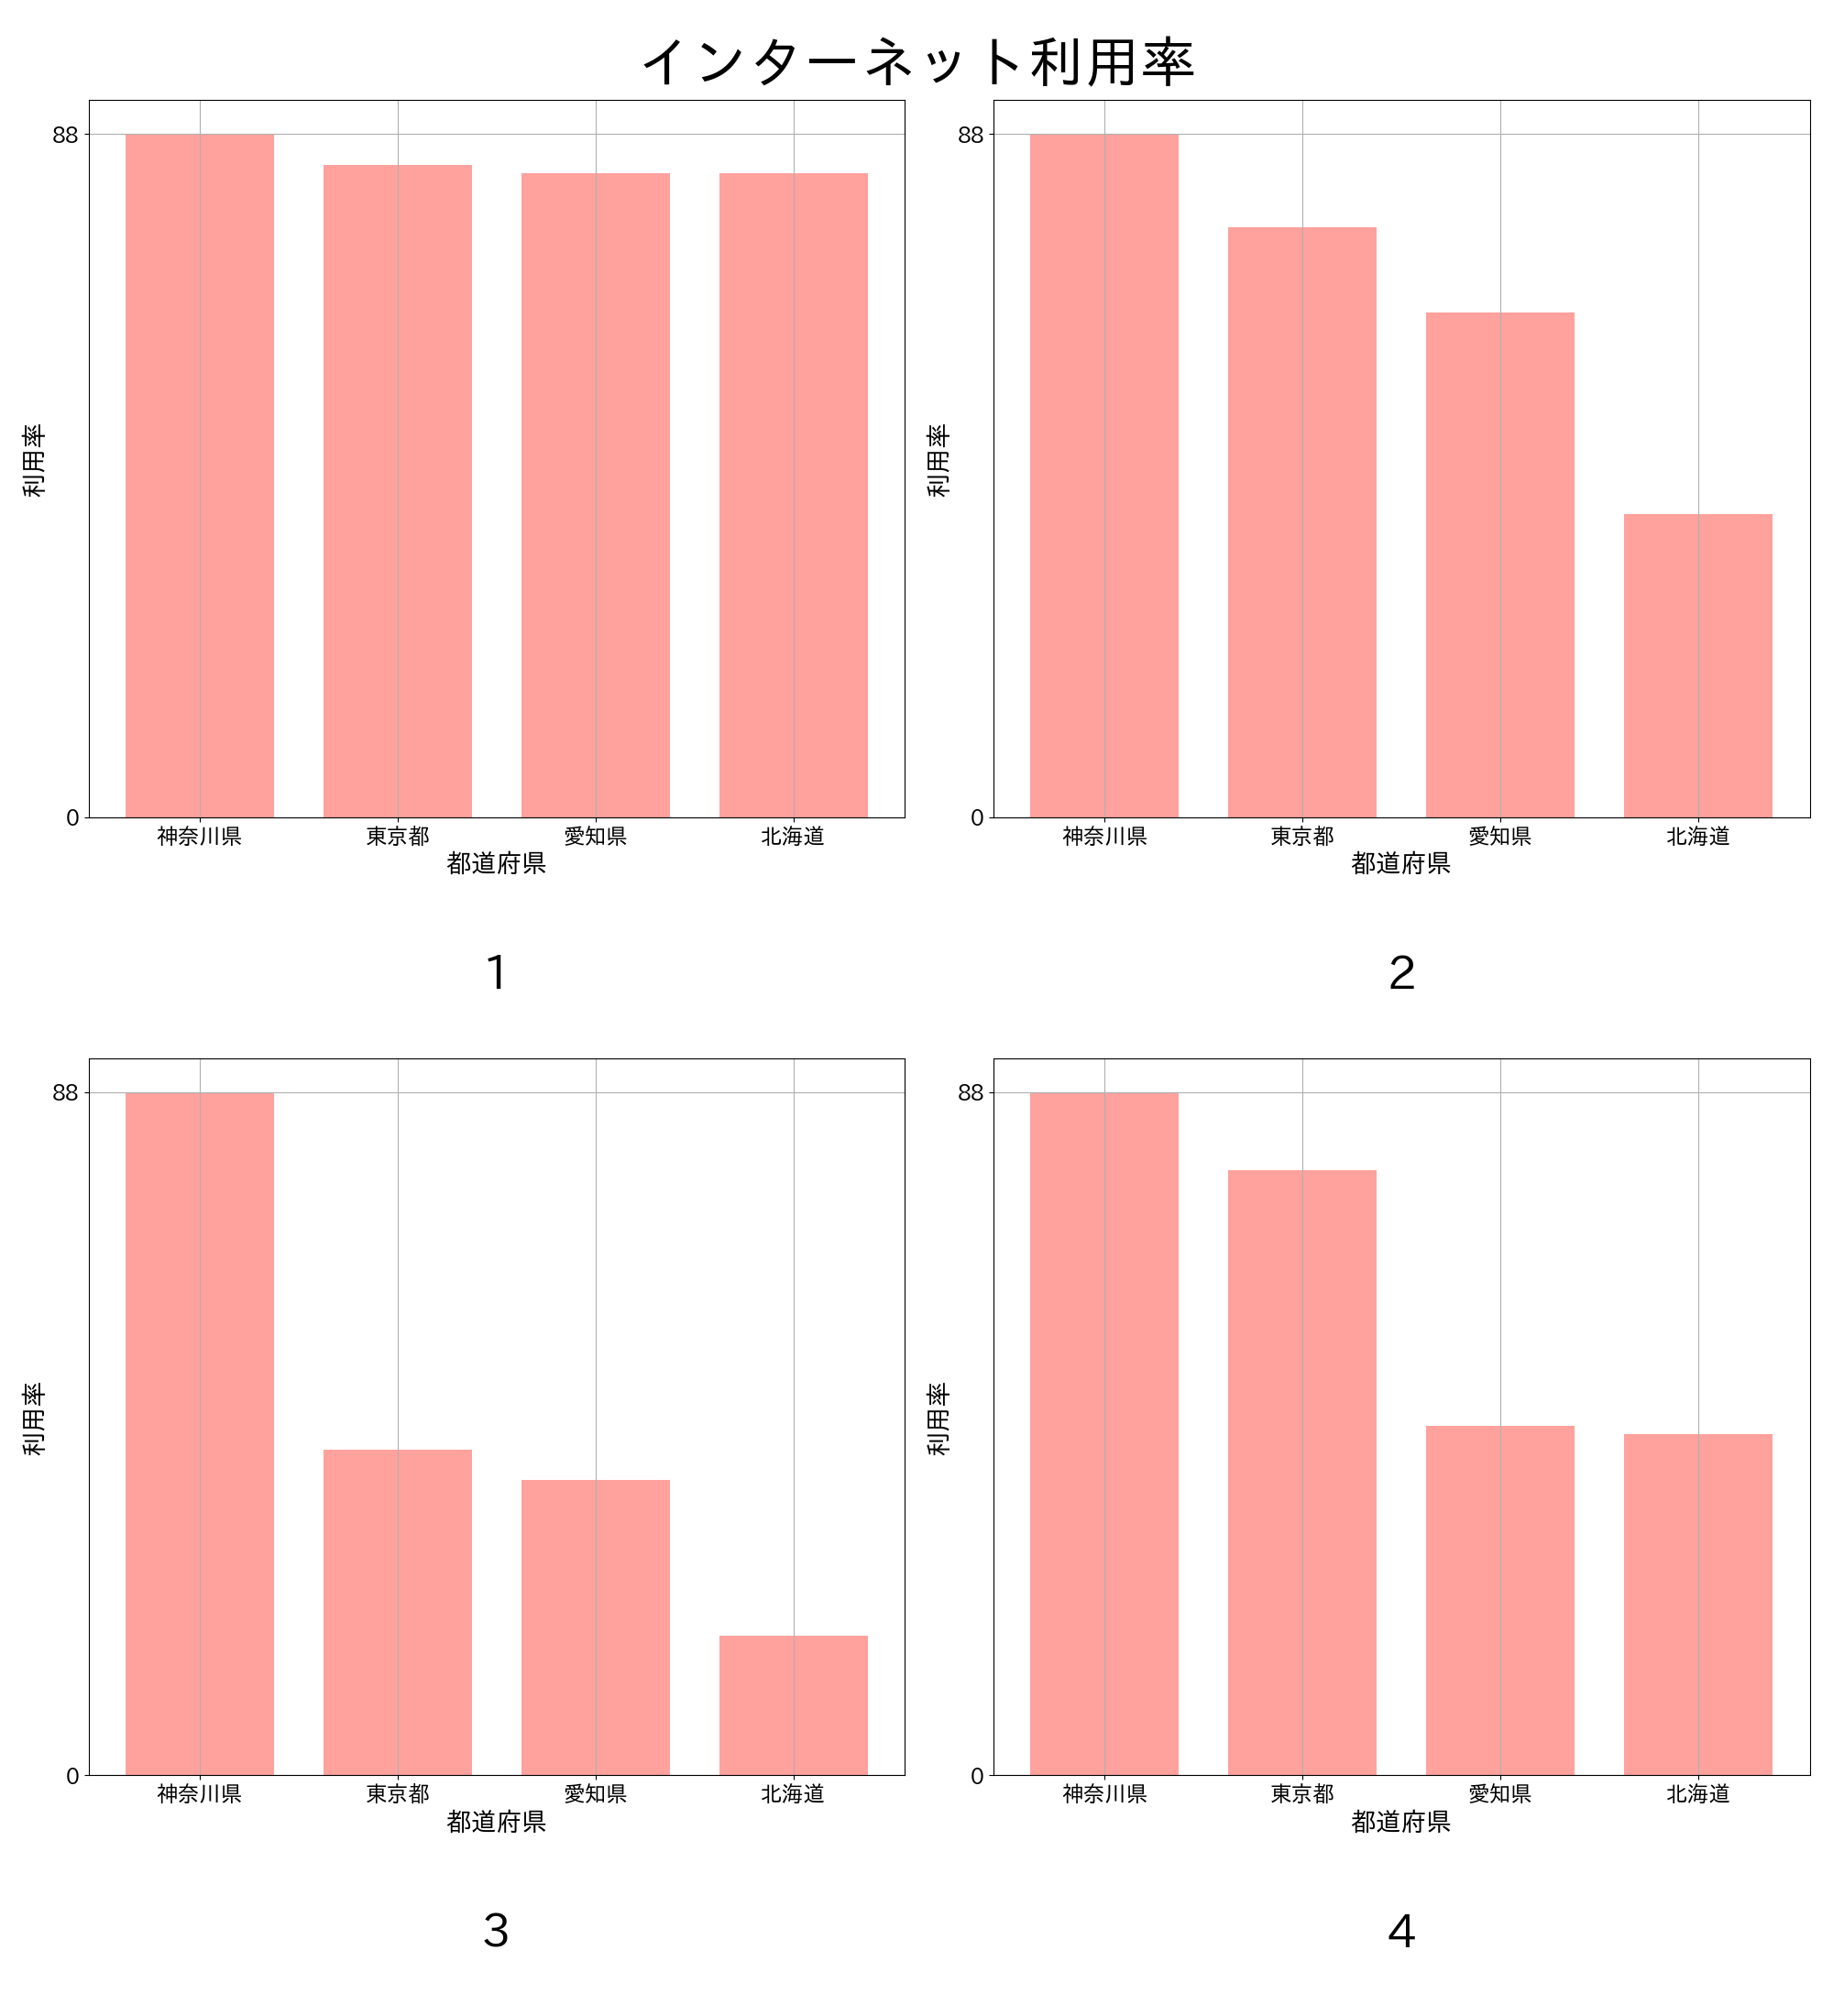 インターネット利用率
88
0
利用率
神奈川県 東京都 愛知県 北海道
都道府県
1
88
0
利用率
神奈川県 東京都 愛知県 北海道
都道府県
2
88
0
利用率
神奈川県 東京都 愛知県 北海道
都道府県
3
88
0
利用率
神奈川県 東京都 愛知県 北海道
都道府県
4